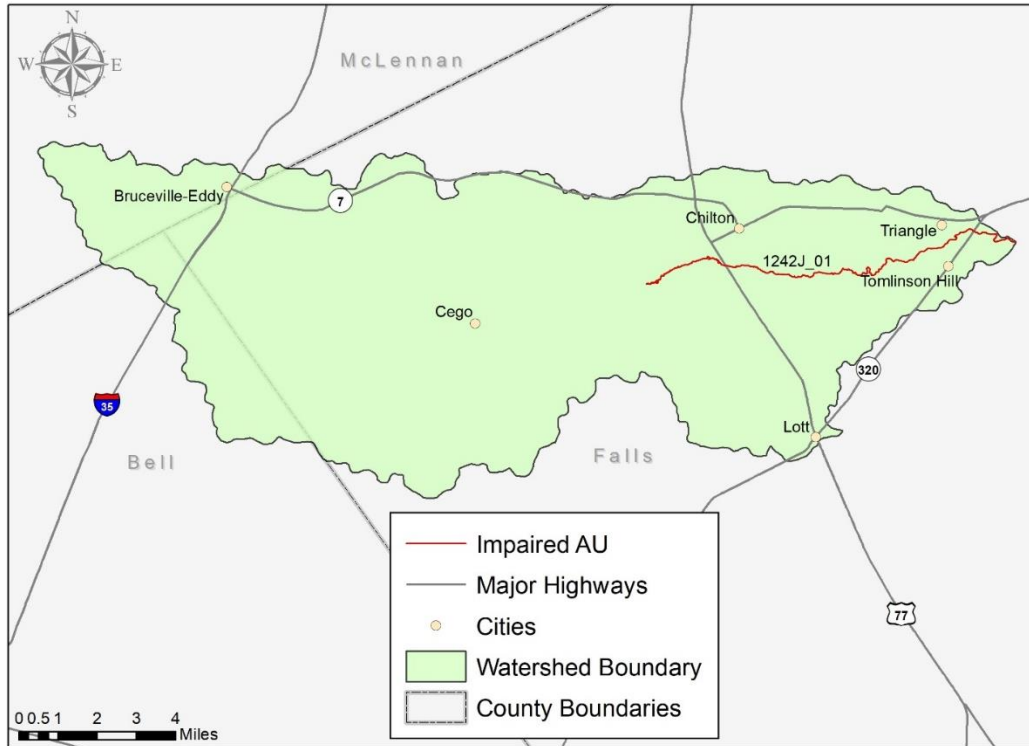 N
McLennan
W E
S
Bruceville-Eddy
7
Chilton
Triangle
1242J_01
Tomlinson Hill
Cego
320
35
Lott
Bell
Falls
Impaired AU
Major Highways
77
Cities
Watershed Boundary
County Boundaries
0 0.5 1 2 3 4
Miles